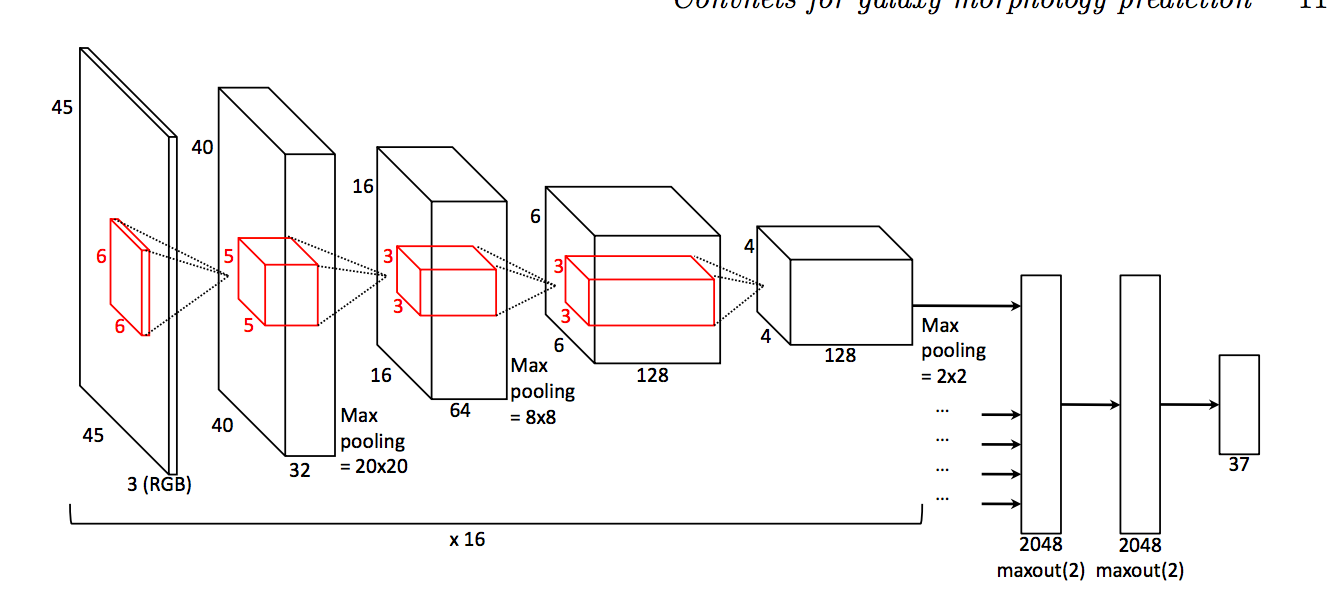 Convnets for galaxy morphology prediction 11
45
40
16
6
4
6
5
3
3
6
5
3
3
45
3 (RGB)
40
32
Max
pooling
= 20x20
16
64
Max
pooling
= 8x8
6
128
4
128
Max
pooling
= 2x2
...
...
...
...
x 16
2048
maxout(2)
2048
maxout(2)
37